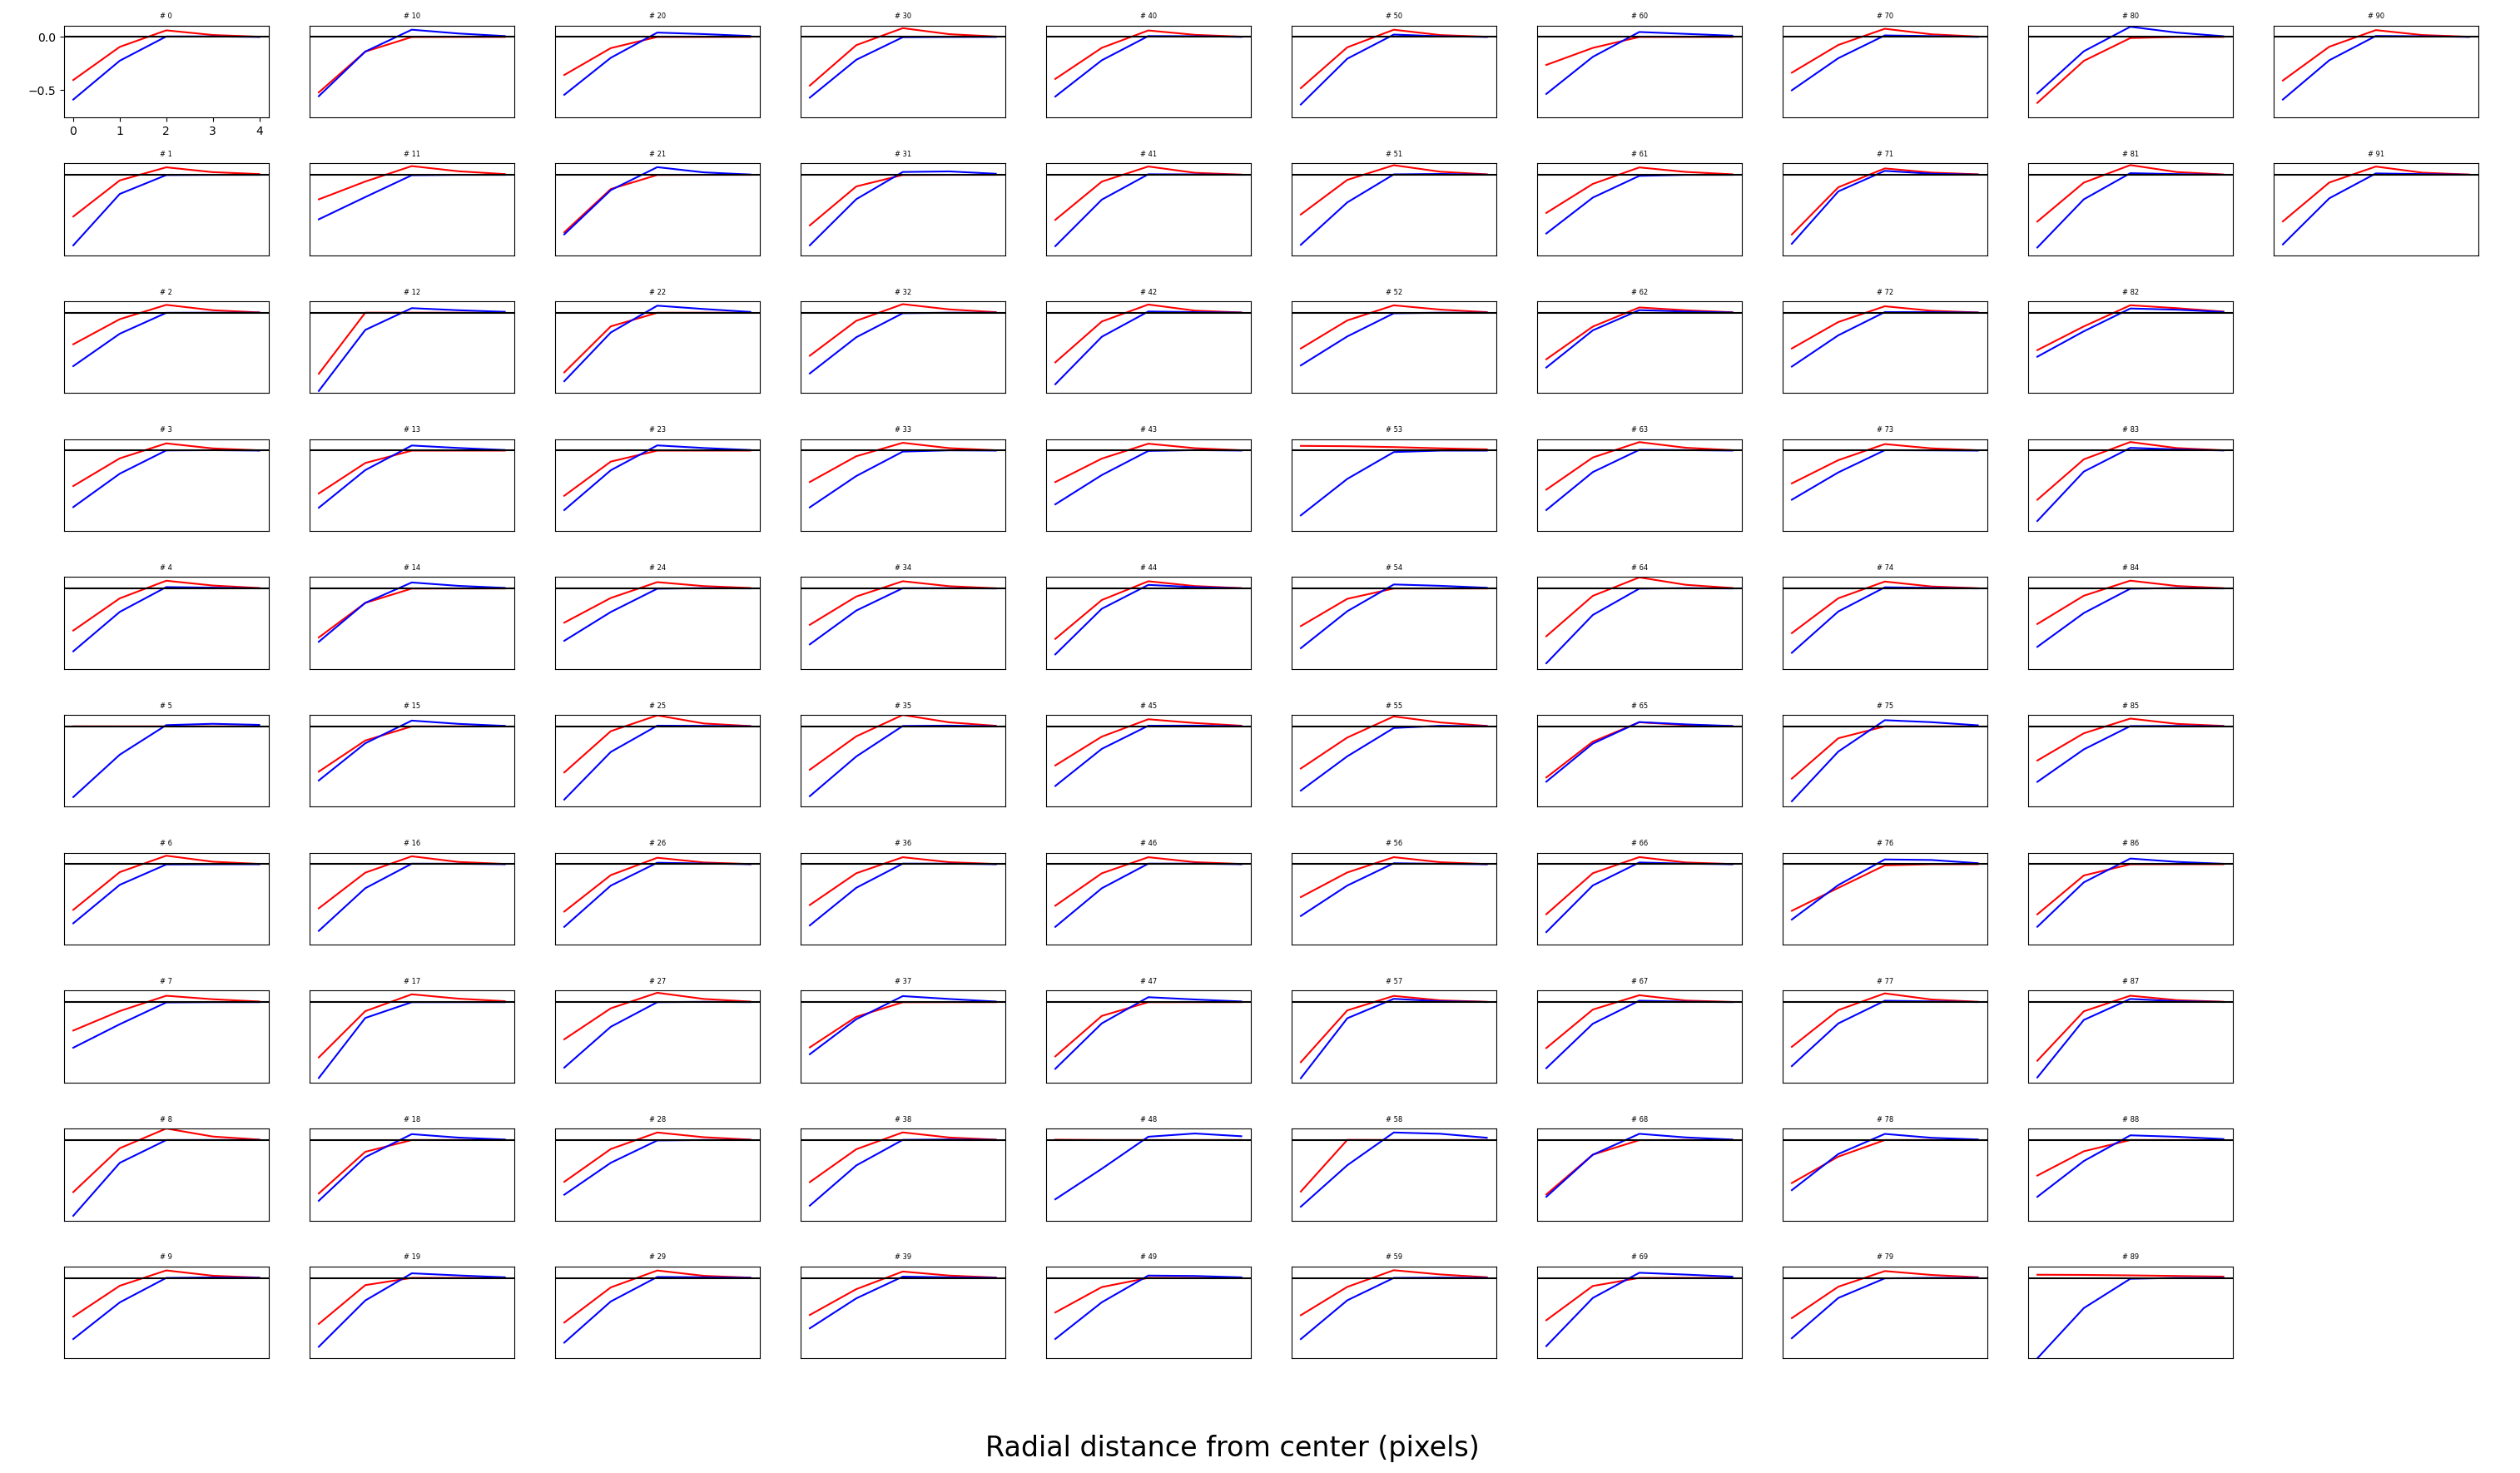 # 0 # 10 # 20 # 30 # 40 # 50 # 60 # 70 # 80 # 90
0.0
−0.5
0 1 2 3 4
# 1 # 11 # 21 # 31 # 41 # 51 # 61 # 71 # 81 # 91
# 2 # 12 # 22 # 32 # 42 # 52 # 62 # 72 # 82
# 3 # 13 # 23 # 33 # 43 # 53 # 63 # 73 # 83
# 4 # 14 # 24 # 34 # 44 # 54 # 64 # 74 # 84
# 5 # 15 # 25 # 35 # 45 # 55 # 65 # 75 # 85
# 6 # 16 # 26 # 36 # 46 # 56 # 66 # 76 # 86
# 7 # 17 # 27 # 37 # 47 # 57 # 67 # 77 # 87
# 8 # 18 # 28 # 38 # 48 # 58 # 68 # 78 # 88
# 9 # 19 # 29 # 39 # 49 # 59 # 69 # 79 # 89
Radial distance from center (pixels)